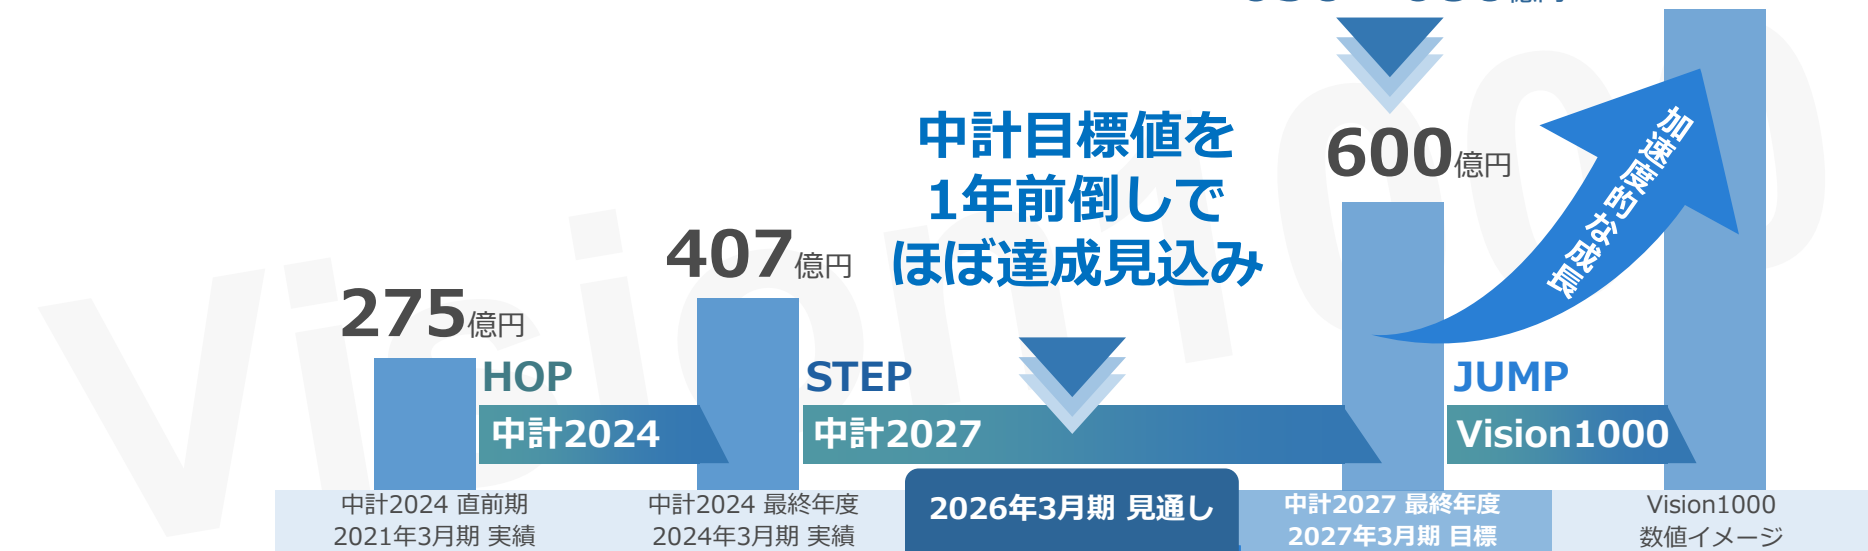 中計目標値を
1年前倒しで
ほぼ達成見込み
600億円
加速度的な成長
407億円
275億円
HOP
STEP
JUMP
中計2024
中計2027
Vision1000
中計2024 直前期
2021年3月期 実績
中計2024 最終年度
2024年3月期 実績
2026年3月期 見通し
中計2027 最終年度
2027年3月期 目標
Vision1000
数値イメージ
Vision1000